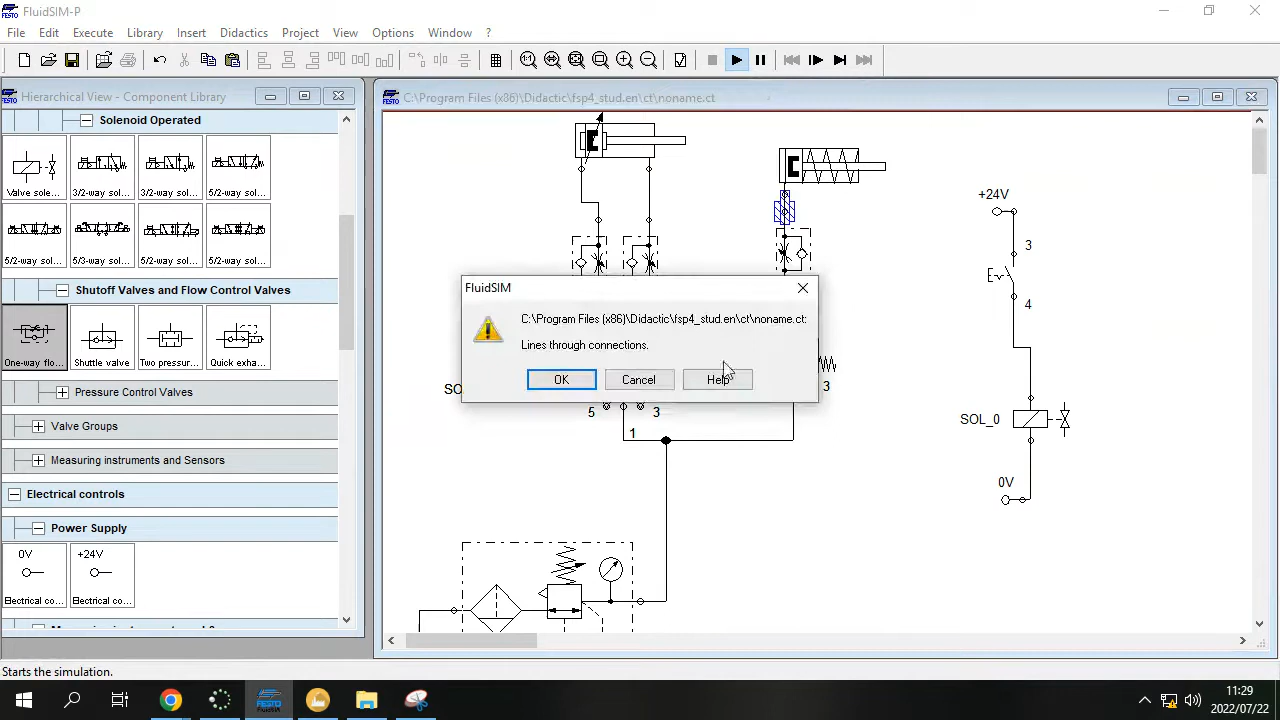 FluidSIM-P
File Edit Execute Library Insert Didactics Project View Options Window ?
Hierarchical View - Component Library
C:\Program Files (x86)\Didactic\fsp4_stud.en\ct\noname.ct
Solenoid Operated
Valve sole...
3/2-way sol...
3/2-way sol...
5/2-way sol...
5/2-way sol...
5/3-way sol...
5/2-way sol...
5/2-way sol...
Shutoff Valves and Flow Control Valves
One-way flo...
Shuttle valve
Two pressur...
Quick exha...
Pressure Control Valves
Valve Groups
Measuring instruments and Sensors
Electrical controls
Power Supply
0V
+24V
Electrical co...
Electrical co...
+24V
3
4
SOL_0
0V
SO
5
3
1
3
FluidSIM
C:\Program Files (x86)\Didactic\fsp4_stud.en\ct\noname.ct:
Lines through connections.
OK
Cancel
Help
Starts the simulation.
FESTO
FluidSIM
11:29
2022/07/22